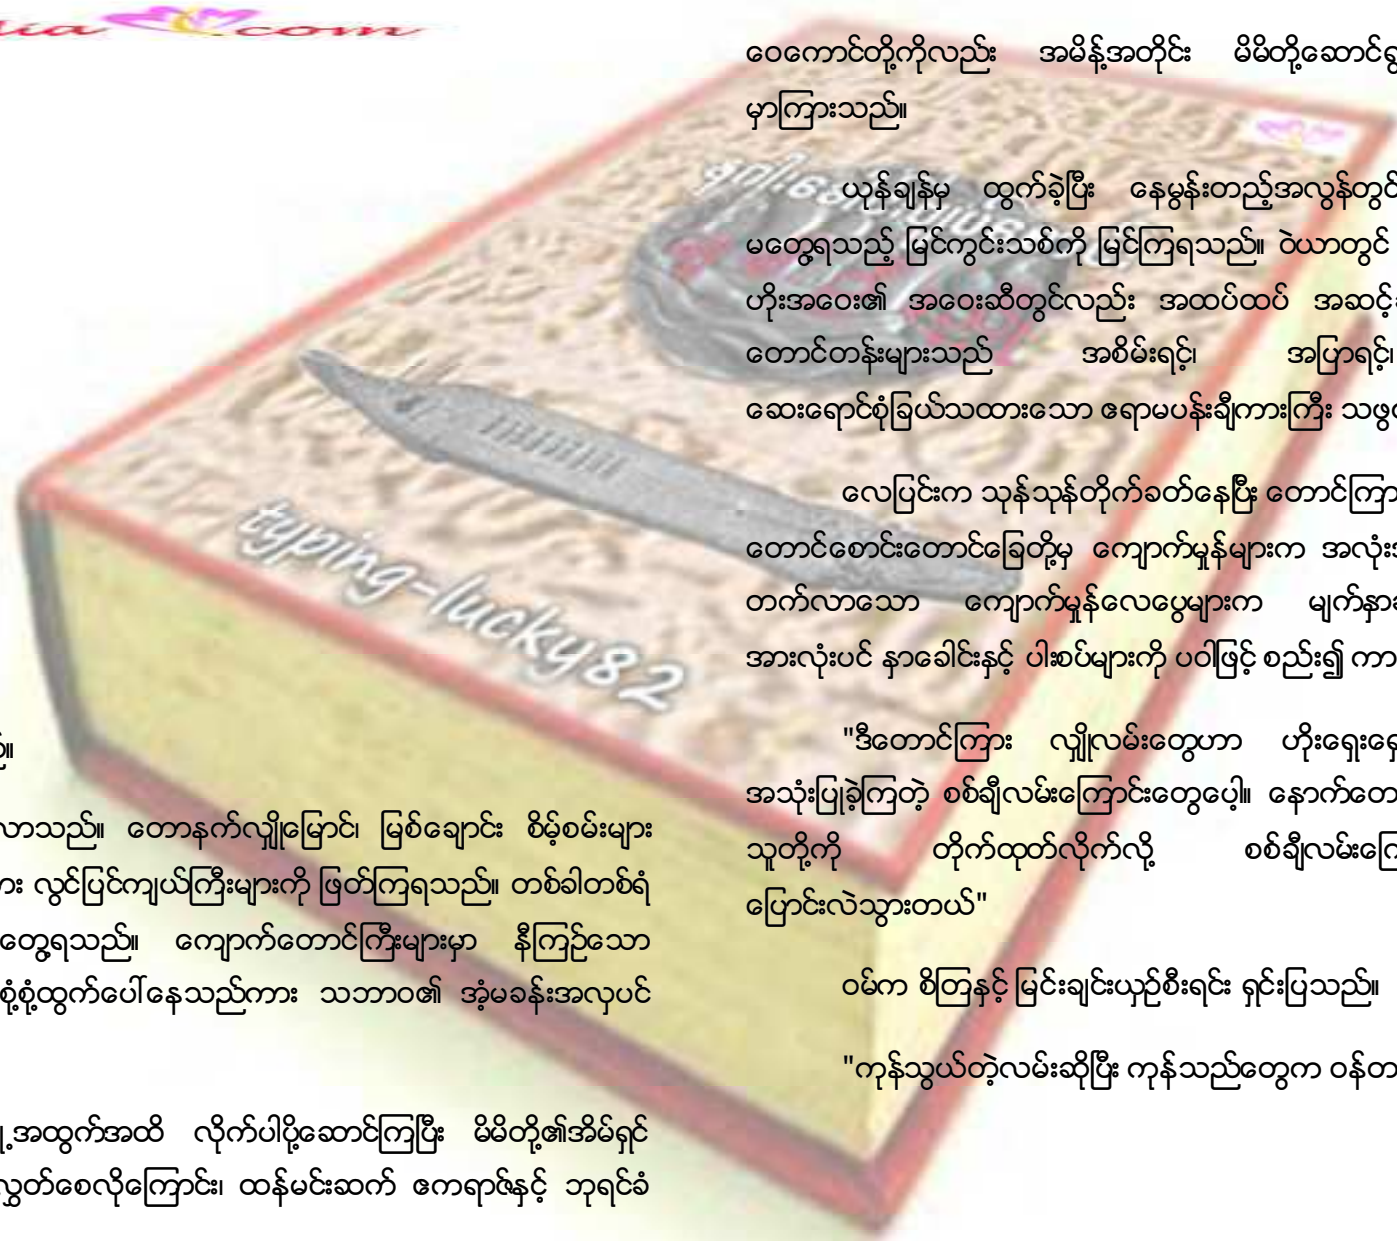 com
ည်။
လာသည်။ တောနက်လျှိုမြောင်၊ မြစ်ချောင်း စိမ့်စမ်းများ
လွင်ပြင်ကျယ်ကြီးများကို ဖြတ်ကြရသည်။ တစ်ခါတစ်ရံ
တွေ့ရသည်။ ကျောက်တောင်ကြီးများမှာ နီကြဉ်သော
စုံ့စုံ့ထွက်ပေါ်နေသည်ကား သဘာဝ၏ အံ့မခန်းအလှပင်
အထွက်အထိ လိုက်ပါပို့ဆောင်ကြပြီး မိမိတို့၏အိမ်ရှင်
လွှတ်စေလိုကြောင်း၊ ထန်မင်းဆက် ဧကရာဇ်နှင့် ဘုရင်ခံ
ဝေကောင်တို့ကိုလည်း အမိန့်အတိုင်း မိမိတို့ဆောင်ရွ
မှာကြားသည်။
ယုန်ချန်မှ ထွက်ခဲ့ပြီး နေမွန်းတည့်အလွန်တွင်
မတွေ့ရသည့် မြင်ကွင်းသစ်ကို မြင်ကြရသည်။ ဝဲယာတွင်
ဟိုးအဝေး၏ အဝေးဆီတွင်လည်း အထပ်ထပ် အဆင့်
တောင်တန်းများသည် အစိမ်းရင့်၊ အပြာရင့်၊
ဆေးရောင်စုံခြယ်သထားသော ဧရာမပန်းချီကားကြီး သဖွယ်
လေပြင်းက သုန်သုန်တိုက်ခတ်နေပြီး တောင်ကြား
တောင်စောင်းတောင်ခြေတို့မှ ကျောက်မှုန်များက အလုံး
တက်လာသော ကျောက်မှုန်လေပွေများက မျက်နှာ
အားလုံးပင် နှာခေါင်းနှင့် ပါးစပ်များကို ပဝါဖြင့် စည်း၍ ကာ
"ဒီတောင်ကြား လျှိုလမ်းတွေဟာ ဟိုးရှေးရှေ
အသုံးပြုခဲ့ကြတဲ့ စစ်ချီလမ်းကြောင်းတွေပေါ့။ နောက်တော
သူတို့ကို တိုက်ထုတ်လိုက်လို့ စစ်ချီလမ်းကြေ
ပြောင်းလဲသွားတယ်"
ဝမ်က စိတြနှင့် မြင်းချင်းယှဉ်စီးရင်း ရှင်းပြသည်။
"ကုန်သွယ်တဲ့လမ်းဆိုပြီး ကုန်သည်တွေက ဝန်တ
typing-lucky82